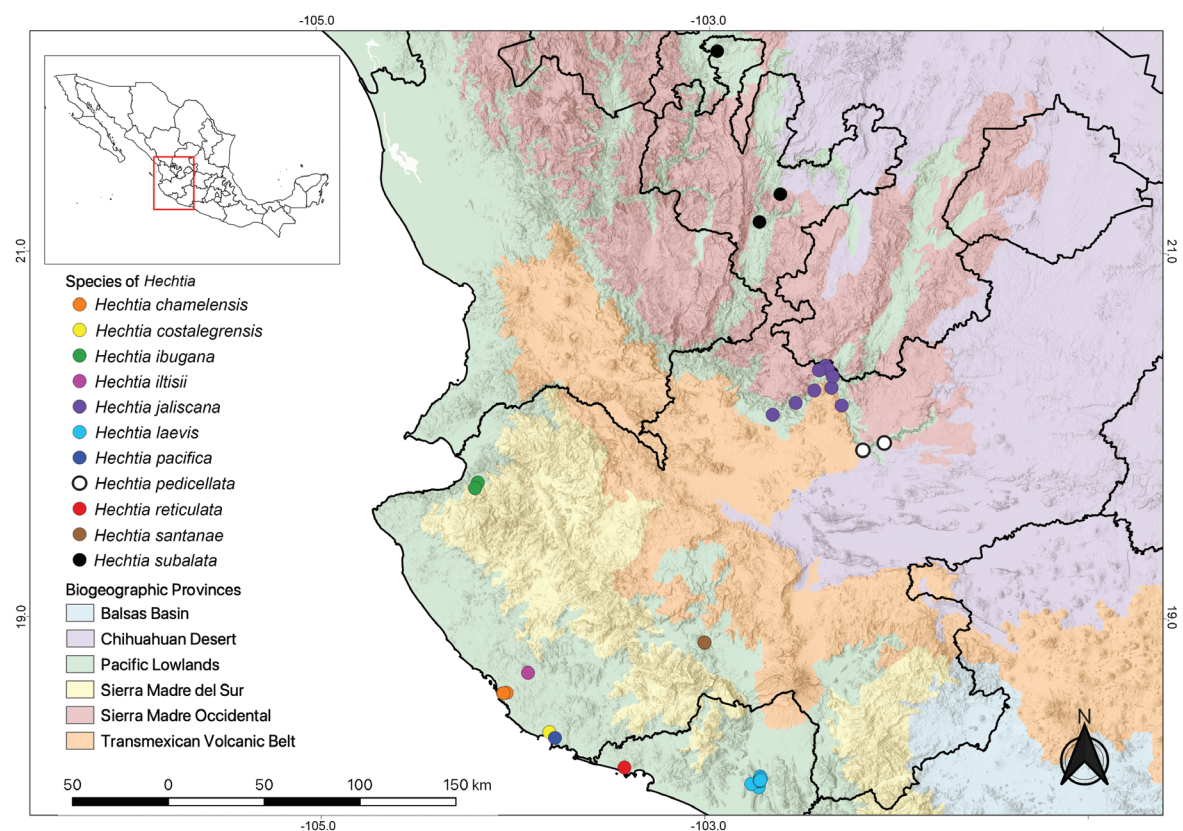 -105.0
-103.0
21.0
21.0
Species of Hechtia
Hechtia chamelensis
Hechtia costalegrensis
Hechtia ibugana
Hechtia iltisii
Hechtia jaliscana
Hechtia laevis
Hechtia pacifica
Hechtia pedicellata
Hechtia reticulata
Hechtia santanae
Hechtia subalata
Biogeographic Provinces
Balsas Basin
Chihuahuan Desert
Pacific Lowlands
Sierra Madre del Sur
Sierra Madre Occidental
Transmexican Volcanic Belt
19.0
19.0
N
50 0 50 100 150 km
-105.0
-103.0